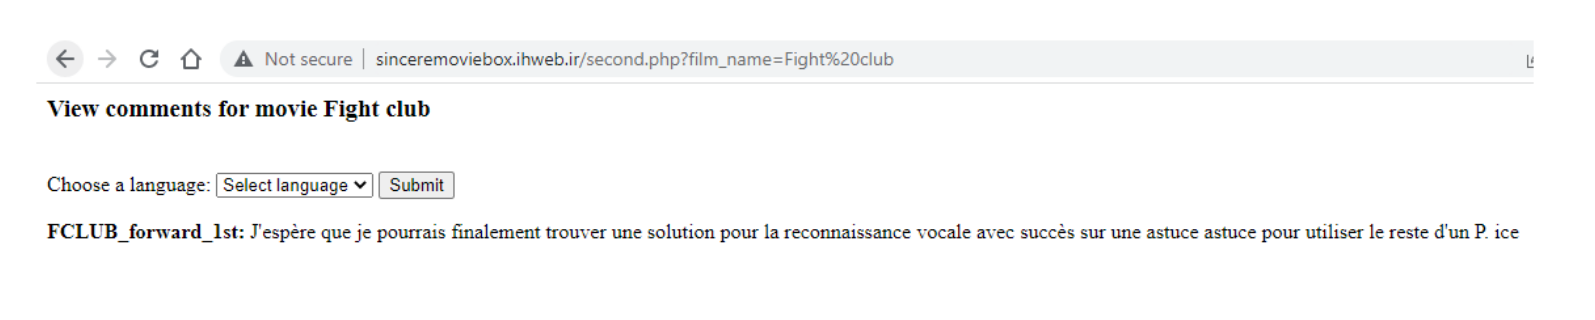 Not secure | sinceremoviebox.ihweb.ir/second.php?film_name=Fight%20club
View comments for movie Fight club
Choose a language: Select language Submit
FCLUB_forward_1st: J'espère que je pourrais finalement trouver une solution pour la reconnaissance vocale avec succès sur une astuce astuce pour utiliser le reste d'un P. ice